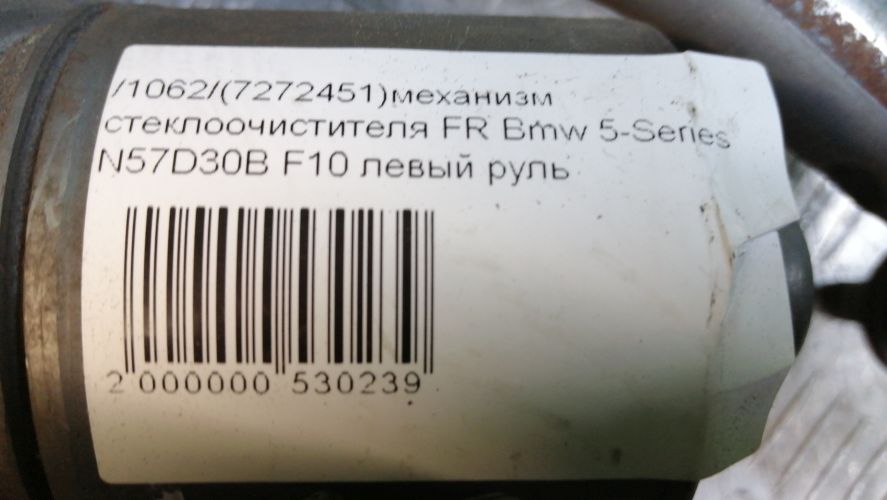 /1062/(7272451)механизм
стеклоочистителя FR Bmw 5-Series
N57D30B F10 левый руль
2 000000 530239